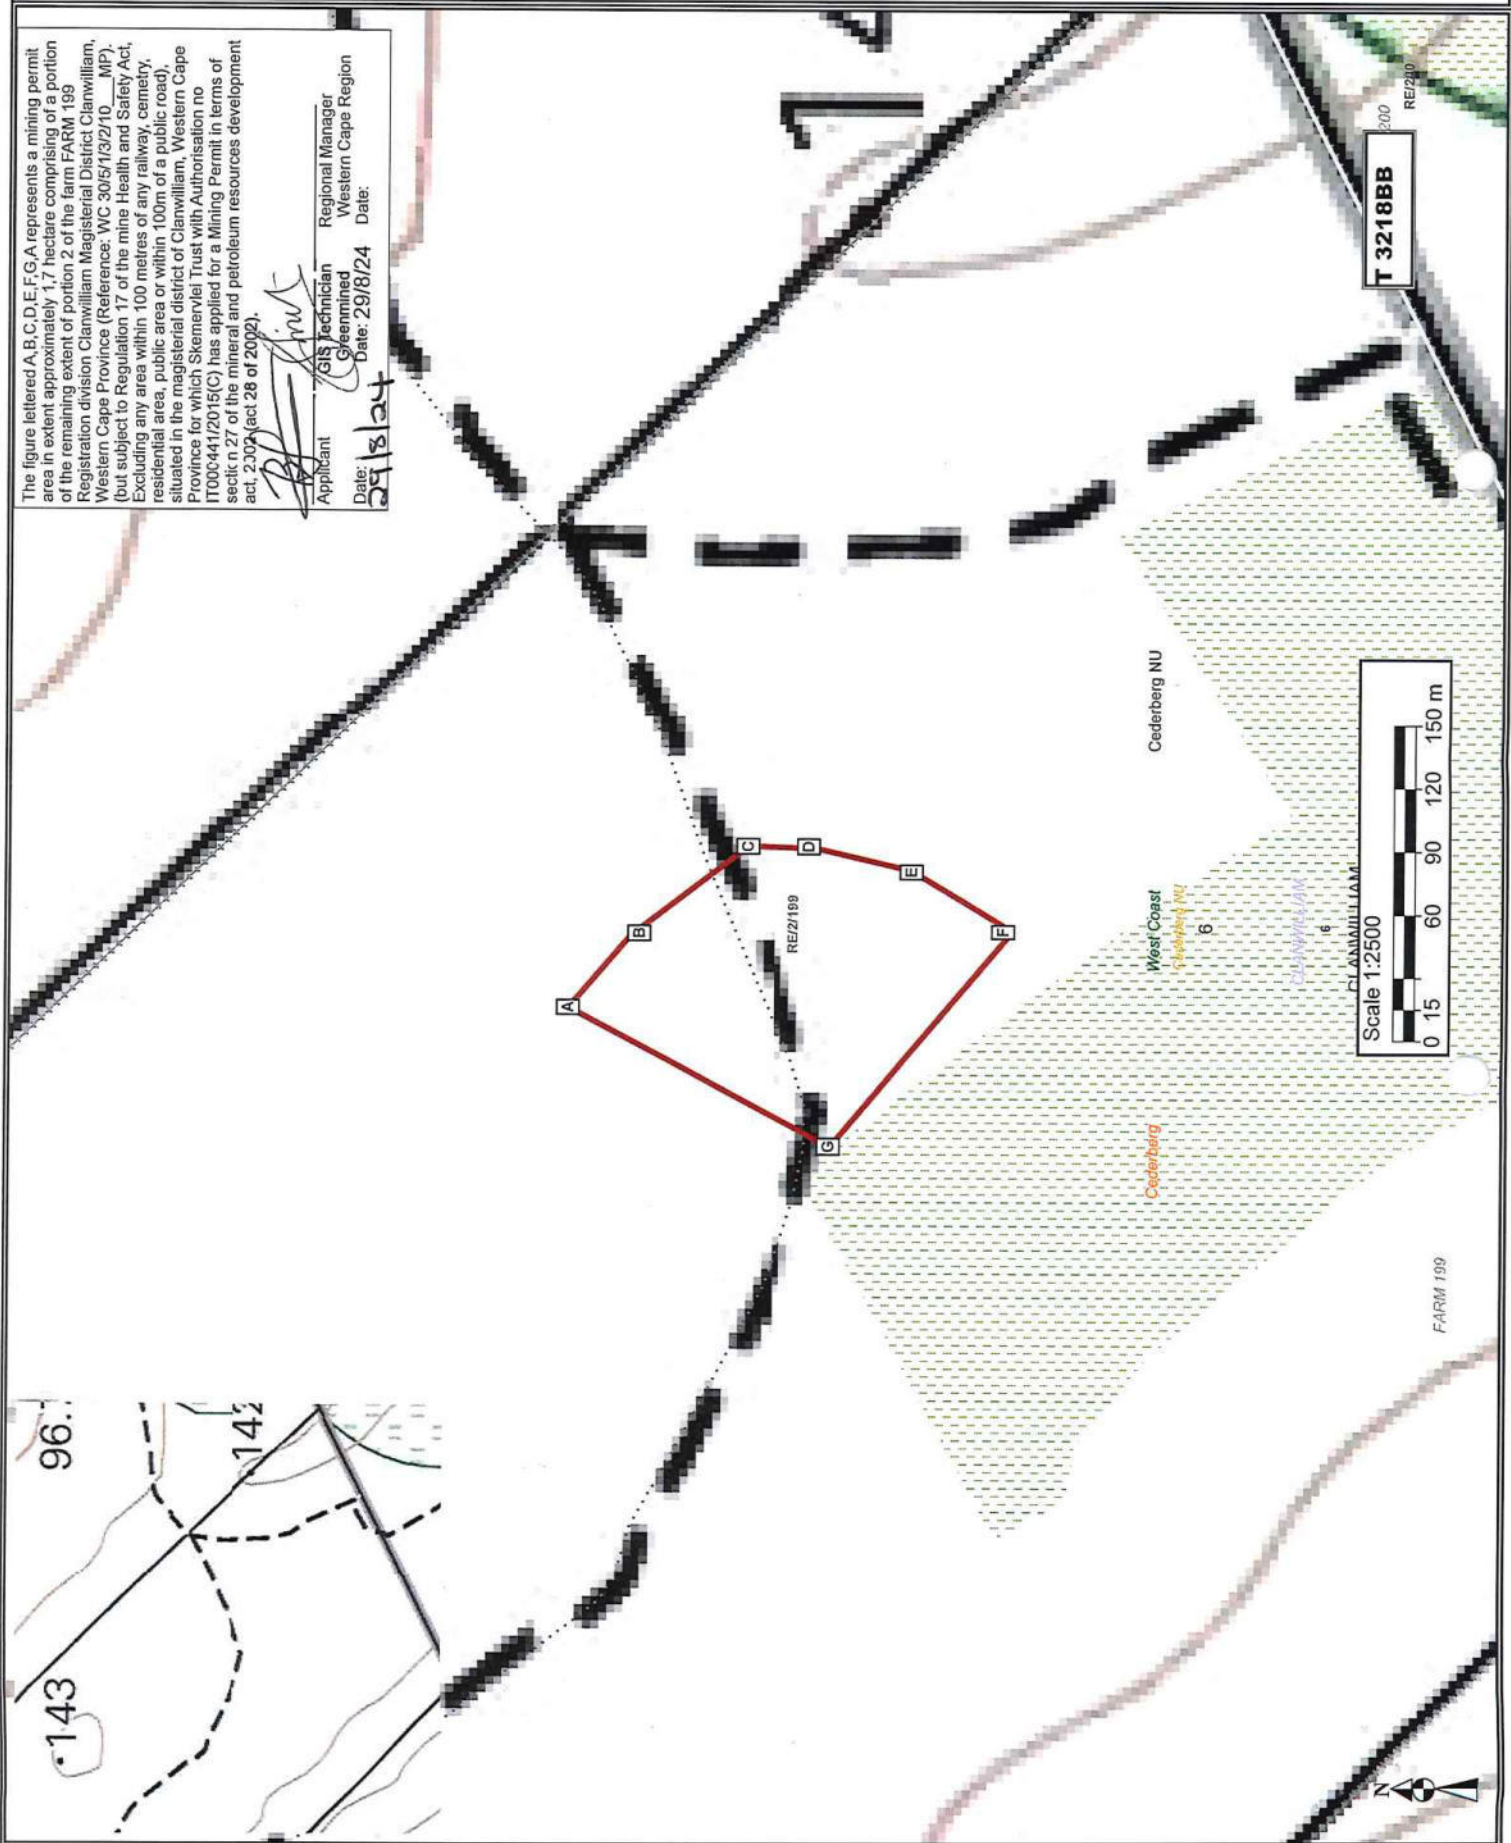 The figure lettered A,B,C,D,E,F,G,A represents a mining permit
area in extent approximately 1,7 hectare comprising of a portion
of the remaining extent of portion 2 of the farm FARM 199
Registration division Clanwilliam Magisterial District Clanwilliam,
Western Cape Province (Reference: WC 30/5/1/3/2/10___MP).
(but subject to Regulation 17 of the mine Health and Safety Act,
Excluding any area within 100 metres of any railway, cemetry,
residential area, public area or within 100m of a public road),
situated in the magisterial district of Clanwilliam, Western Cape
Province for which Skemervlei Trust with Authorisation no
IT000441/2015(C) has applied for a Mining Permit in terms of
section 27 of the mineral and petroleum resources development
act, 2002 (act 28 of 2002).
Applicant GIS Technician Regional Manager
Greenmined Western Cape Region
Date: Date: 29/8/24 Date:
29/8/24
96.
143
142
14
A
B
C
D
E
F
G
RE/2/199
Cederberg NU
West Coast
Cederberg NU
6
Cederberg
CLANWILLIAM
6
CLANWILLIAM
RE/200
200
T 3218BB
Scale 1:2500
0 15 30 60 90 120 150 m
FARM 199
N